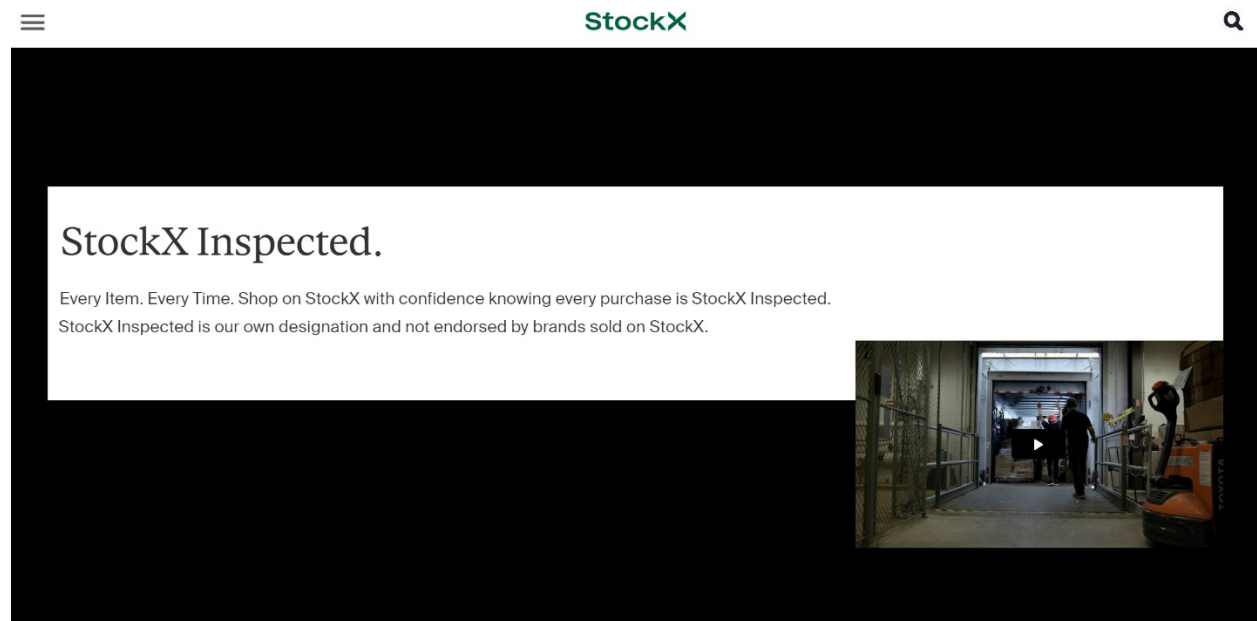 StockX
StockX Inspected.
Every Item. Every Time. Shop on StockX with confidence knowing every purchase is StockX Inspected.
StockX Inspected is our own designation and not endorsed by brands sold on StockX.
TOYOTA